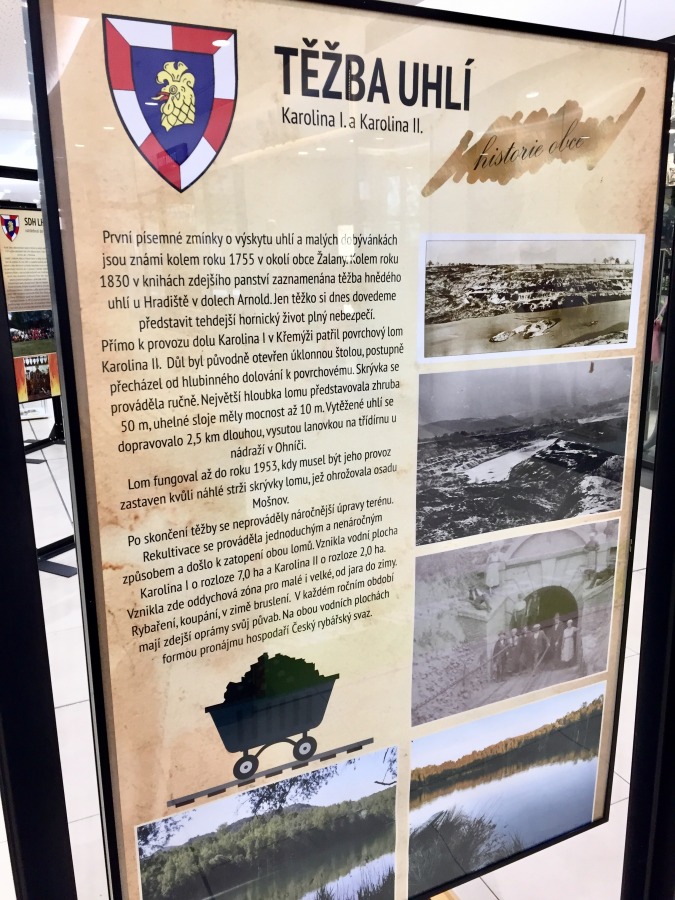 TĚŽBA UHLÍ
Karolina I. a Karolina II.
historie obce
První písemné zmínky o výskytu uhlí a malých dobývánkách
jsou známi kolem roku 1755 v okolí obce Žalany. Kolem roku
1830 v knihách zdejšího panství zaznamenána těžba hnědého
uhlí u Hradiště v dolech Arnold. Jen těžko si dnes dovedeme
představit tehdejší hornický život plný nebezpečí.
Přímo k provozu dolu Karolina I v Křemýži patřil povrchový lom
Karolina II. Důl byl původně otevřen úklonnou štolou, postupně
přecházel od hlubinného dolování k povrchovému. Skrývka se
prováděla ručně. Největší hloubka lomu představovala zhruba
50 m, uhelné sloje měly mocnost až 10 m. Vytěžené uhlí se
dopravovalo 2,5 km dlouhou, vysutou lanovkou na třídírnu u
nádraží v Ohníči.
Lom fungoval až do roku 1953, kdy musel být jeho provoz
zastaven kvůli náhlé strži skrývky lomu, jež ohrožovala osadu
Mošnov.
Po skončení těžby se neprováděly náročnější úpravy terénu.
Rekultivace se prováděla jednoduchým a nenáročným
způsobem a došlo k zatopení obou lomů. Vznikla vodní plocha
Karolina I o rozloze 7,0 ha a Karolina II o rozloze 2,0 ha.
Vznikla zde oddychová zóna pro malé i velké, od jara do zimy.
Rybaření, koupání, v zimě bruslení. V každém ročním období
mají zdejší oprámy svůj půvab. Na obou vodních plochách
formou pronájmu hospodaří Český rybářský svaz.
SDH